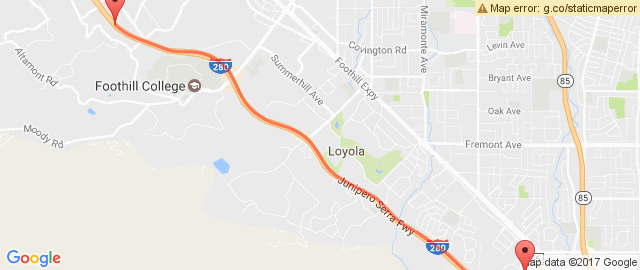 Map error: g.co/staticmaperror
Miramonte Ave
Covington Rd
Levin Ave
Altamont Rd
280
Foothill Expy
Summerhill Ave
Bryant Ave
85
Foothill College
Oak Ave
Moody Rd
Fremont Ave
Loyola
Junipero Serra Fwy
85
280
Google
ap data ©2017 Google